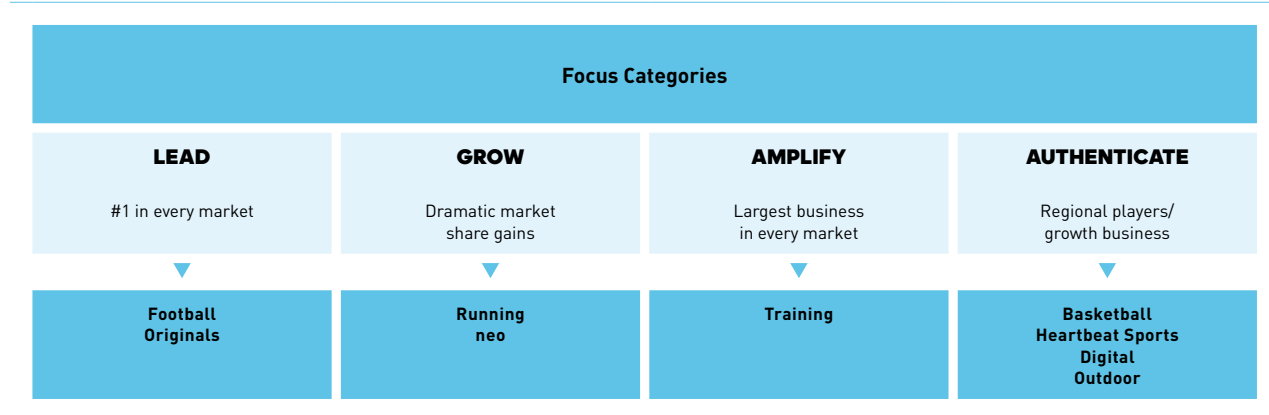 Focus Categories
LEAD
#1 in every market
GROW
Dramatic market
share gains
AMPLIFY
Largest business
in every market
AUTHENTICATE
Regional players/
growth business
Football
Originals
Running
neo
Training
Basketball
Heartbeat Sports
Digital
Outdoor